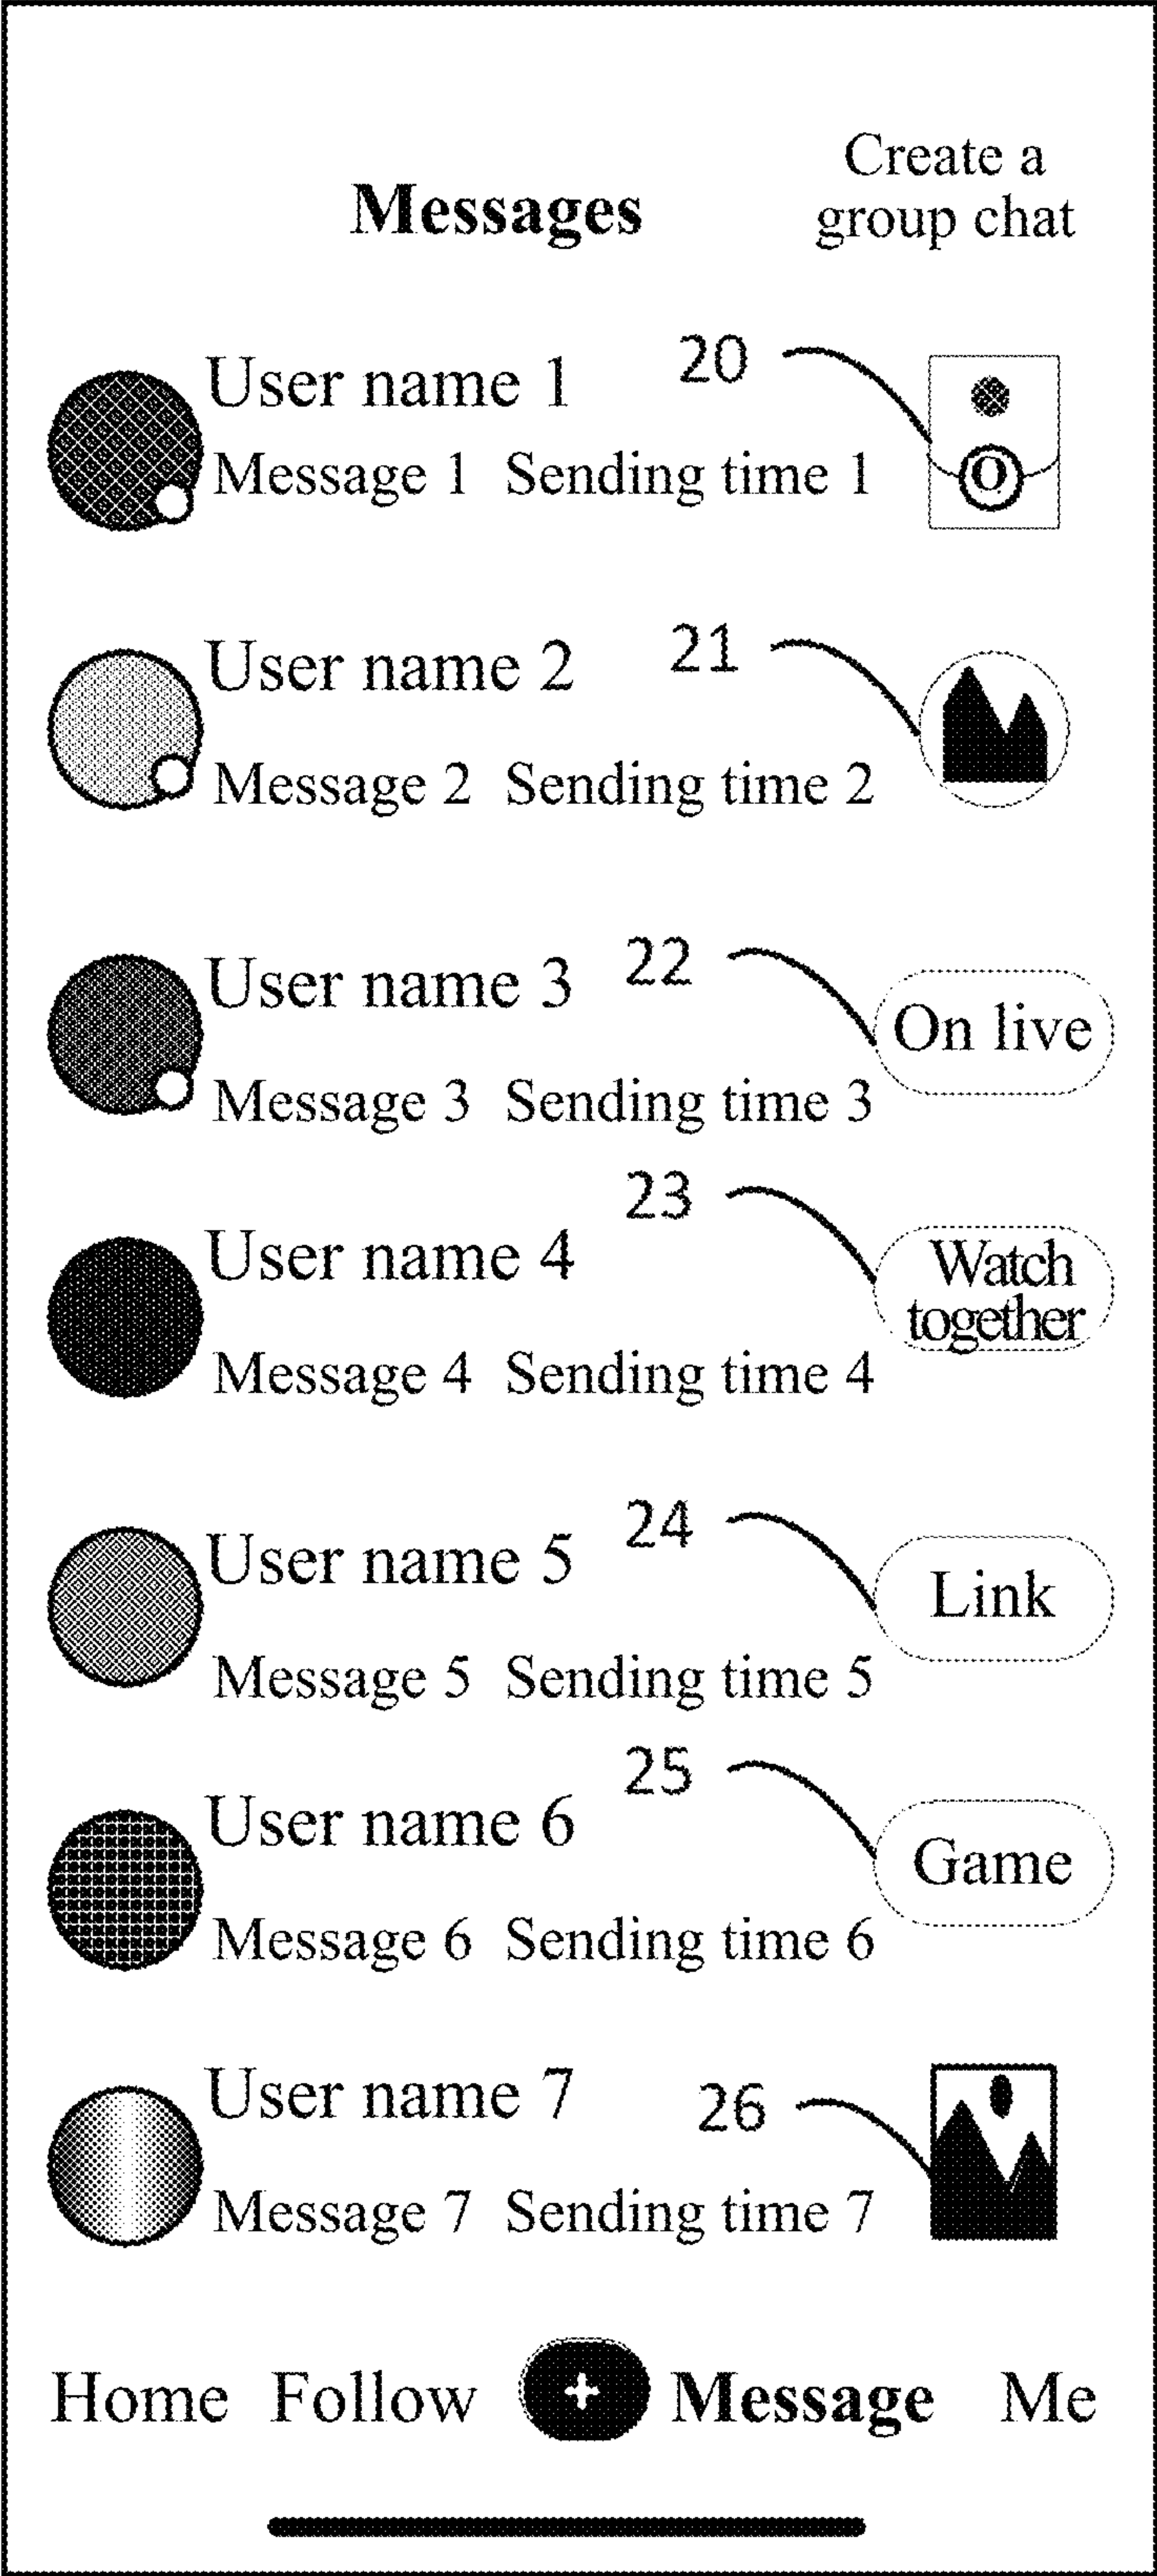 Create a
group chat
Messages
User name 1 20
Message 1 Sending time 1 O
User name 2 21
Message 2 Sending time 2
User name 3 22
On live
Message 3 Sending time 3
23
User name 4 Watch
together
Message 4 Sending time 4
User name 5 24
Link
Message 5 Sending time 5
25
User name 6
Game
Message 6 Sending time 6
User name 7 26
Message 7 Sending time 7
Home Follow + Message Me